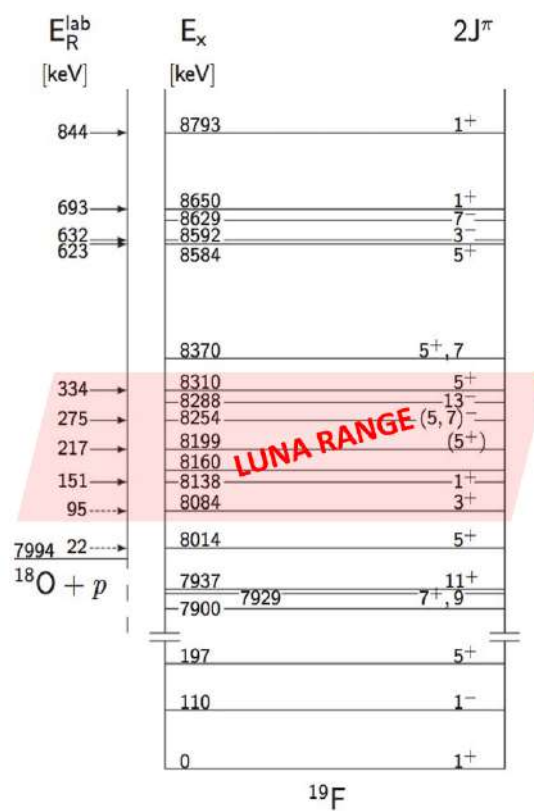 E_R^lab E_x 2J^π
[keV] [keV]
844 8793 1⁺
693 8650 1⁺
8629 7⁻
632 8592 3⁻
623 8584 5⁺
8370 5⁺, 7
334 8310 5⁺
8288 13⁻
275 8254 (5, 7)⁻
LUNA RANGE
217 8199 (5⁺)
8160
151 8138 1⁺
95 8084 3⁺
7994 22 8014 5⁺
¹⁸O + p
7937 11⁺
7929 7⁺, 9
7900
197 5⁺
110 1⁻
0 1⁺
¹⁹F